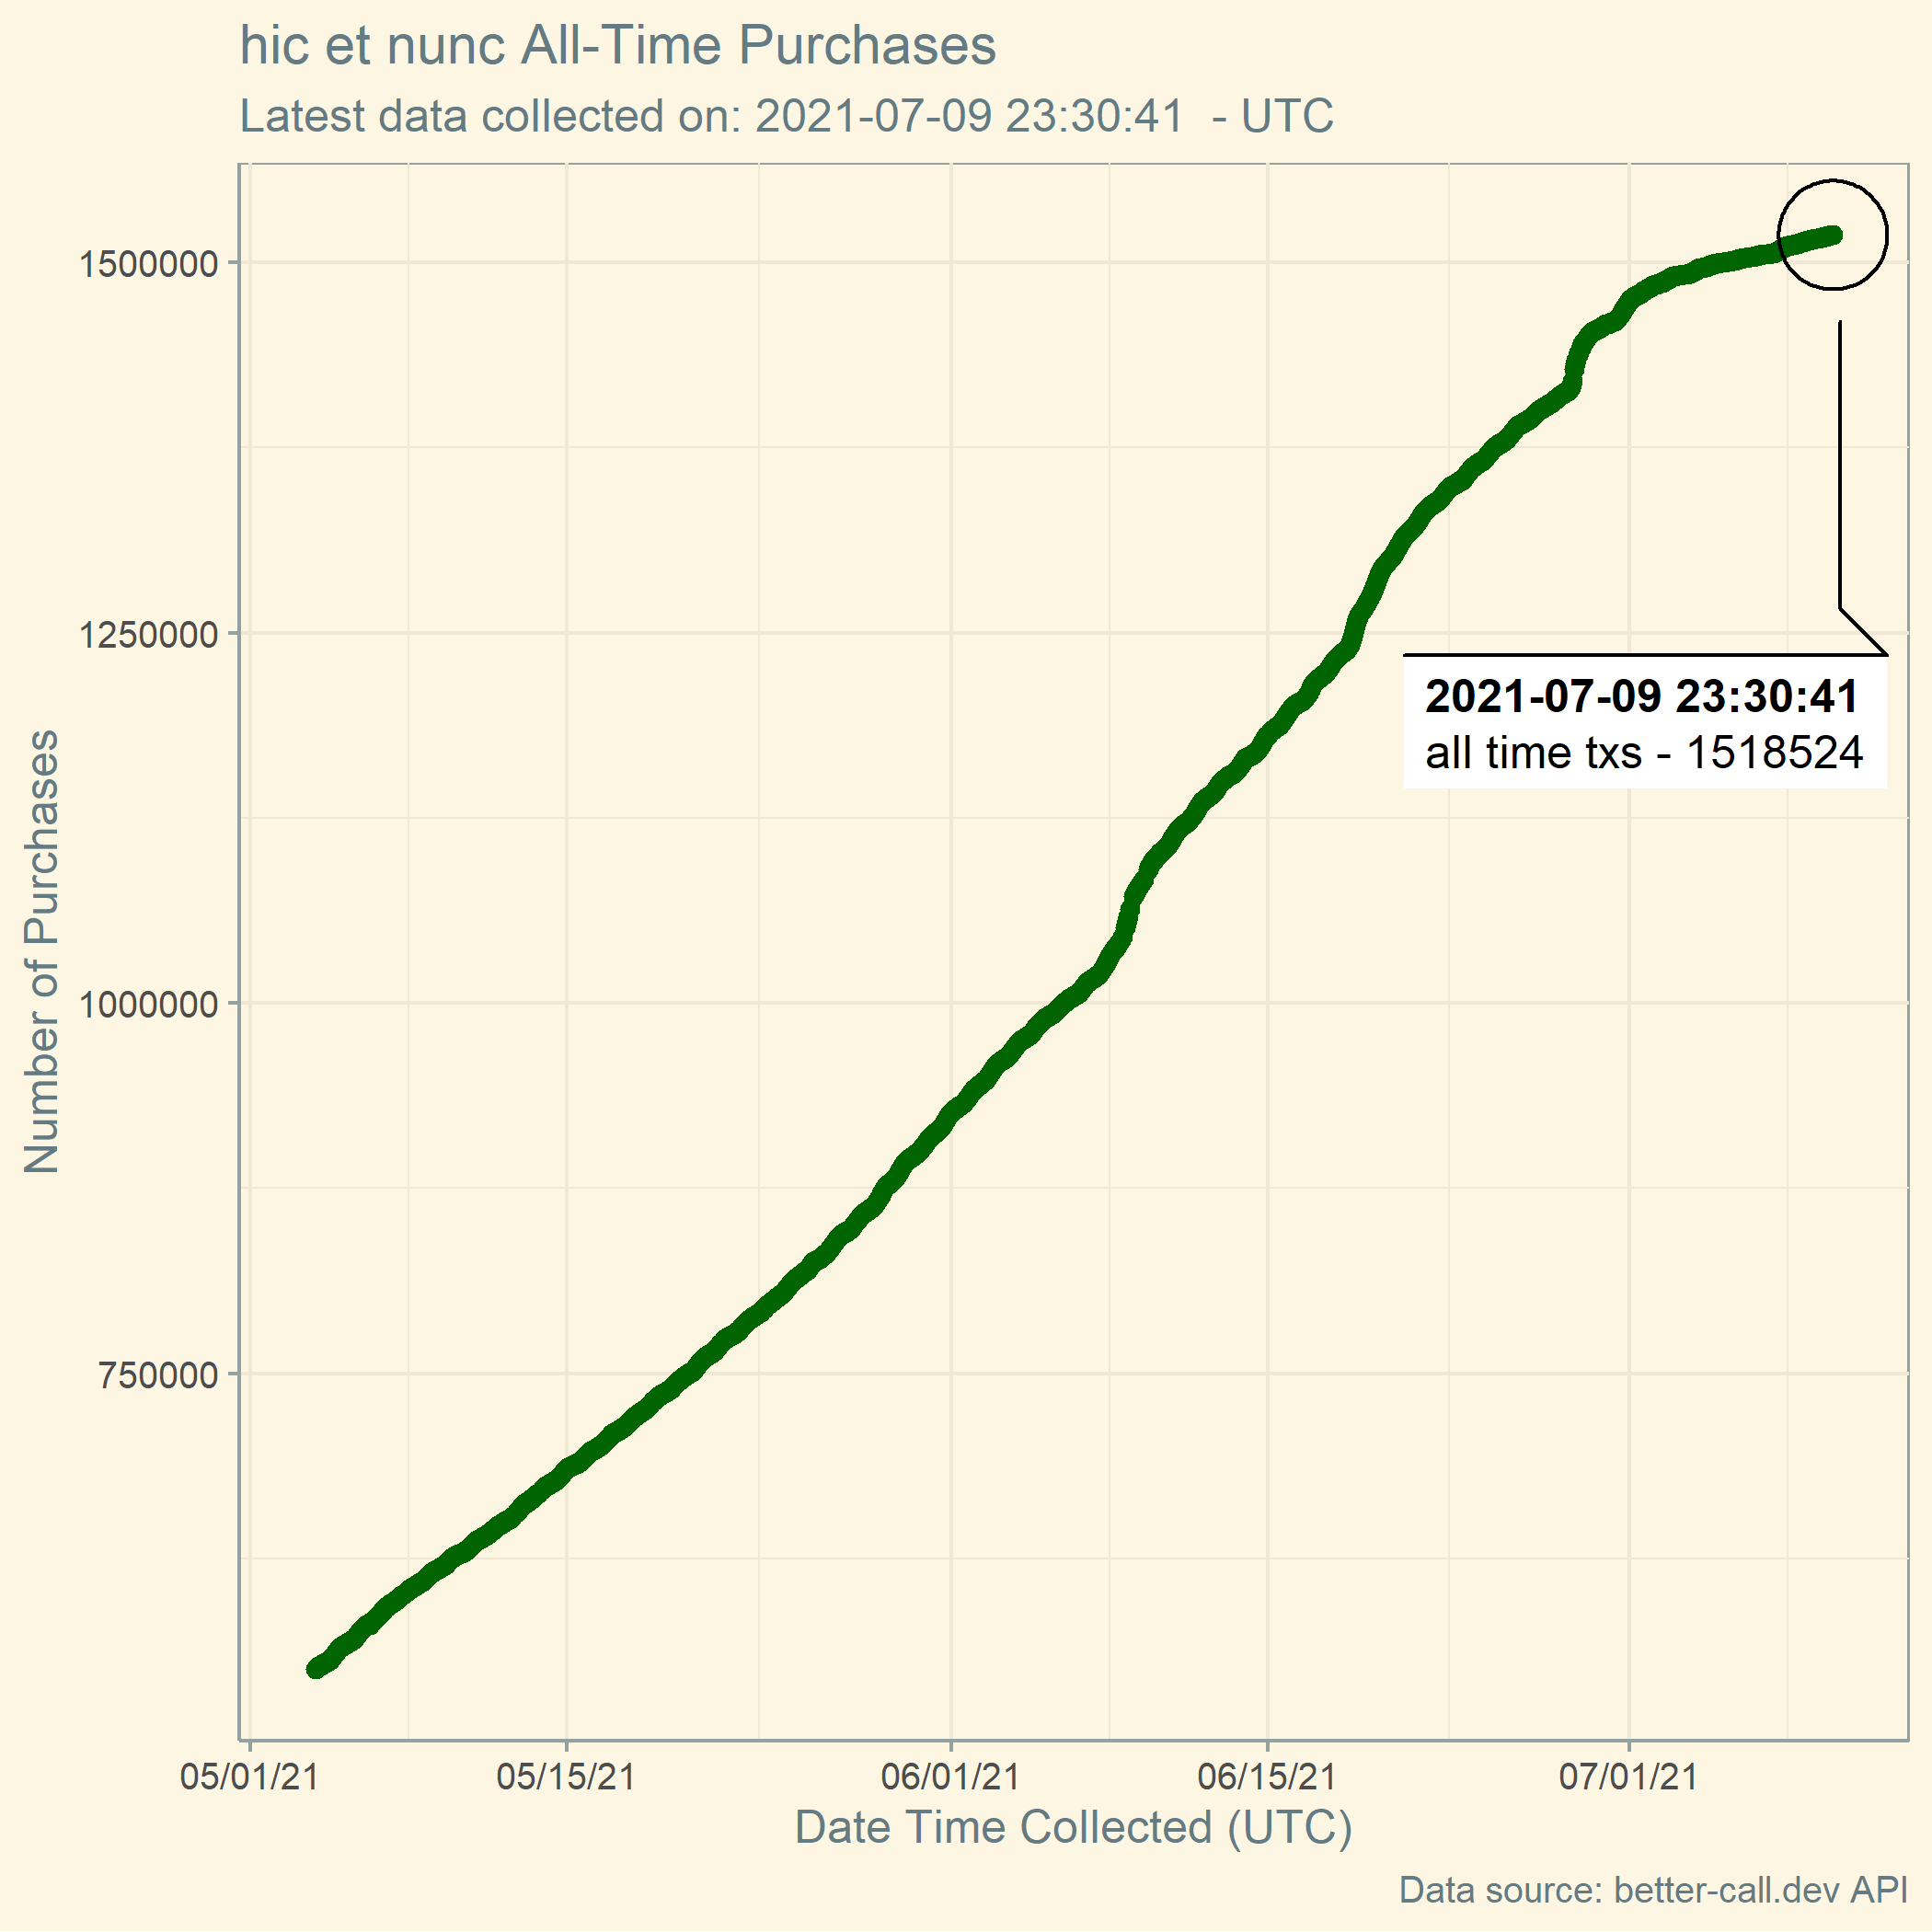 hic et nunc All-Time Purchases
Latest data collected on: 2021-07-09 23:30:41  - UTC
Number of Purchases
1500000
1250000
1000000
750000
2021-07-09 23:30:41
all time txs - 1518524
05/01/21
05/15/21
06/01/21
06/15/21
07/01/21
Date Time Collected (UTC)
Data source: better-call.dev API